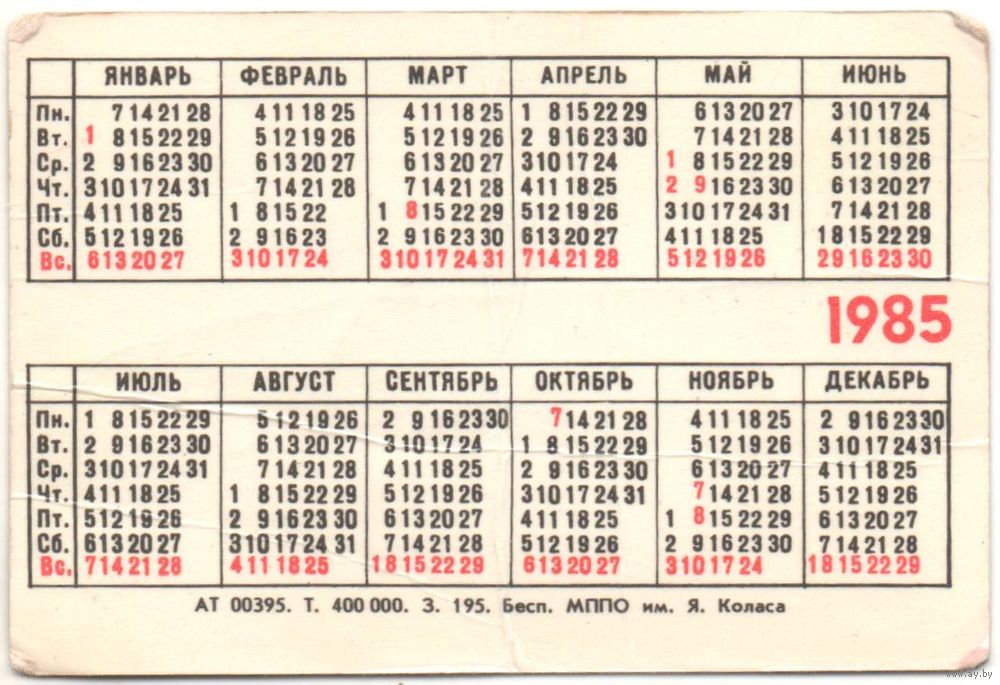 ЯНВАРЬ ФЕВРАЛЬ МАРТ АПРЕЛЬ МАЙ ИЮНЬ
Пн. 7 14 21 28 4 11 18 25 4 11 18 25 1 8 15 22 29 6 13 20 27 3 10 17 24
Вт. 1 8 15 22 29 5 12 19 26 5 12 19 26 2 9 16 23 30 7 14 21 28 4 11 18 25
Ср. 2 9 16 23 30 6 13 20 27 6 13 20 27 3 10 17 24 1 8 15 22 29 5 12 19 26
Чт. 3 10 17 24 31 7 14 21 28 7 14 21 28 4 11 18 25 2 9 16 23 30 6 13 20 27
Пт. 4 11 18 25 1 8 15 22 1 8 15 22 29 5 12 19 26 3 10 17 24 31 7 14 21 28
Сб. 5 12 19 26 2 9 16 23 2 9 16 23 30 6 13 20 27 4 11 18 25 1 8 15 22 29
Вс. 6 13 20 27 3 10 17 24 3 10 17 24 31 7 14 21 28 5 12 19 26 2 9 16 23 30
1985
ИЮЛЬ АВГУСТ СЕНТЯБРЬ ОКТЯБРЬ НОЯБРЬ ДЕКАБРЬ
Пн. 1 8 15 22 29 5 12 19 26 2 9 16 23 30 7 14 21 28 4 11 18 25 2 9 16 23 30
Вт. 2 9 16 23 30 6 13 20 27 3 10 17 24 1 8 15 22 29 5 12 19 26 3 10 17 24 31
Ср. 3 10 17 24 31 7 14 21 28 4 11 18 25 2 9 16 23 30 6 13 20 27 4 11 18 25
Чт. 4 11 18 25 1 8 15 22 29 5 12 19 26 3 10 17 24 31 7 14 21 28 5 12 19 26
Пт. 5 12 19 26 2 9 16 23 30 6 13 20 27 4 11 18 25 1 8 15 22 29 6 13 20 27
Сб. 6 13 20 27 3 10 17 24 31 7 14 21 28 5 12 19 26 2 9 16 23 30 7 14 21 28
Вс. 7 14 21 28 4 11 18 25 1 8 15 22 29 6 13 20 27 3 10 17 24 1 8 15 22 29
АТ 00395. Т. 400 000. З. 195. Бесп. МППО им. Я. Коласа
www.ay.by